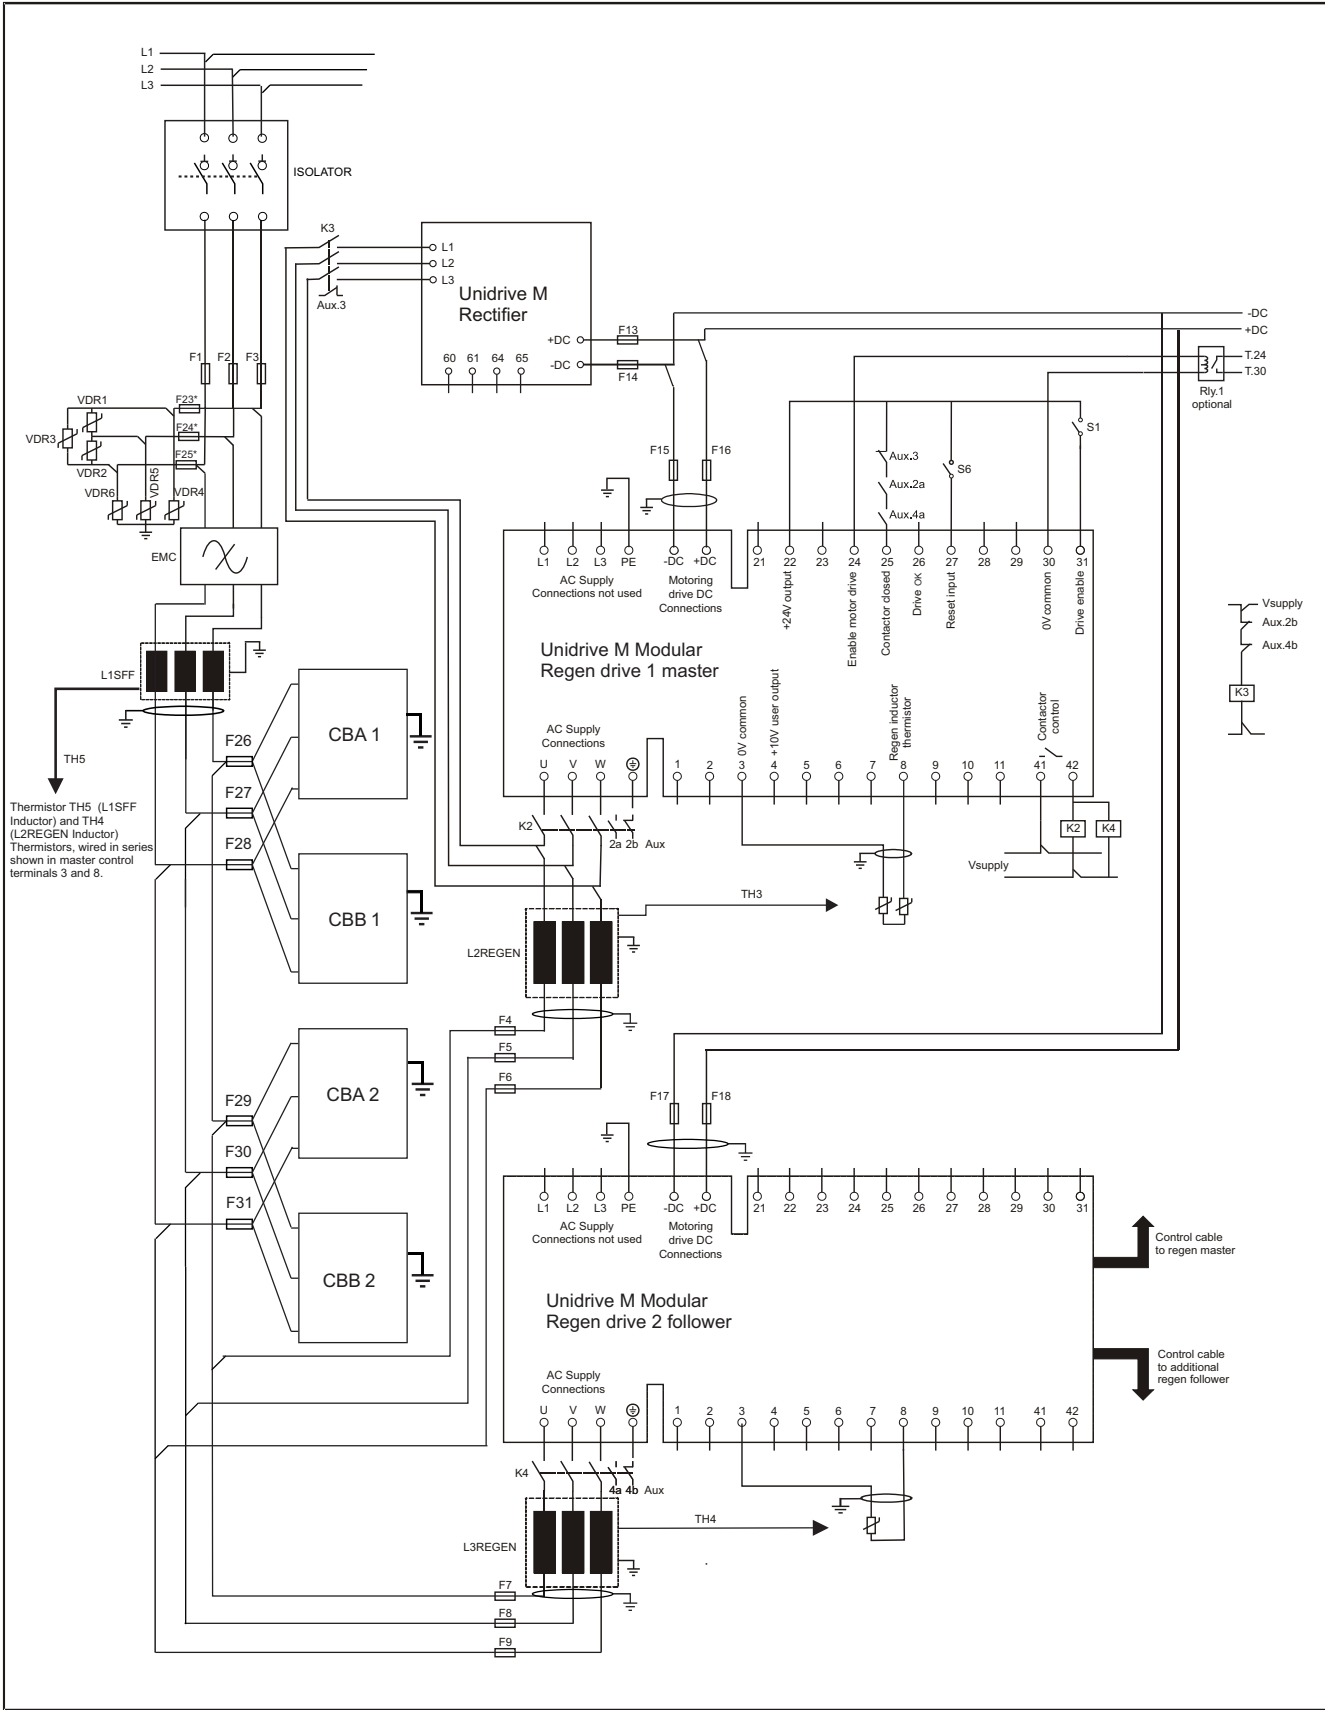 L1
L2
L3
ISOLATOR
K3
L1
L2
L3
Aux.3
Unidrive M
Rectifier
+DC
-DC
60 61 64 65
F13
F14
-DC
+DC
T.24
T.30
Rly.1
optional
F1 F2 F3
VDR1
F23*
VDR3
F24*
F25*
VDR2
VDR6
VDR5
VDR4
EMC
F15
F16
S1
Aux.3
S6
Aux.2a
Aux.4a
L1 L2 L3 PE -DC +DC
21 22 23 24 25 26 27 28 29 30 31
AC Supply
Connections not used
Motoring
drive DC
Connections
+24V output
Enable motor drive
Contactor closed
Drive OK
Reset input
0V common
Drive enable
Unidrive M Modular
Regen drive 1 master
Vsupply
Aux.2b
Aux.4b
K3
L1SFF
TH5
Thermistor TH5 (L1SFF
Inductor) and TH4
(L2REGEN Inductor)
Thermistors, wired in series
shown in master control
terminals 3 and 8.
CBA 1
F26
F27
F28
CBB 1
AC Supply
Connections
0V common
+10V user output
Regen inductor
thermistor
Contactor
control
U V W
1 2 3 4 5 6 7 8 9 10 11 41 42
K2
2a 2b Aux
K2
K4
Vsupply
TH3
L2REGEN
F4
F5
F6
CBA 2
F29
F30
F31
CBB 2
F17
F18
L1 L2 L3 PE -DC +DC
21 22 23 24 25 26 27 28 29 30 31
AC Supply
Connections not used
Motoring
drive DC
Connections
Control cable
to regen master
Unidrive M Modular
Regen drive 2 follower
Control cable
to additional
regen follower
AC Supply
Connections
U V W
1 2 3 4 5 6 7 8 9 10 11 41 42
K4
4a 4b Aux
TH4
L3REGEN
F7
F8
F9